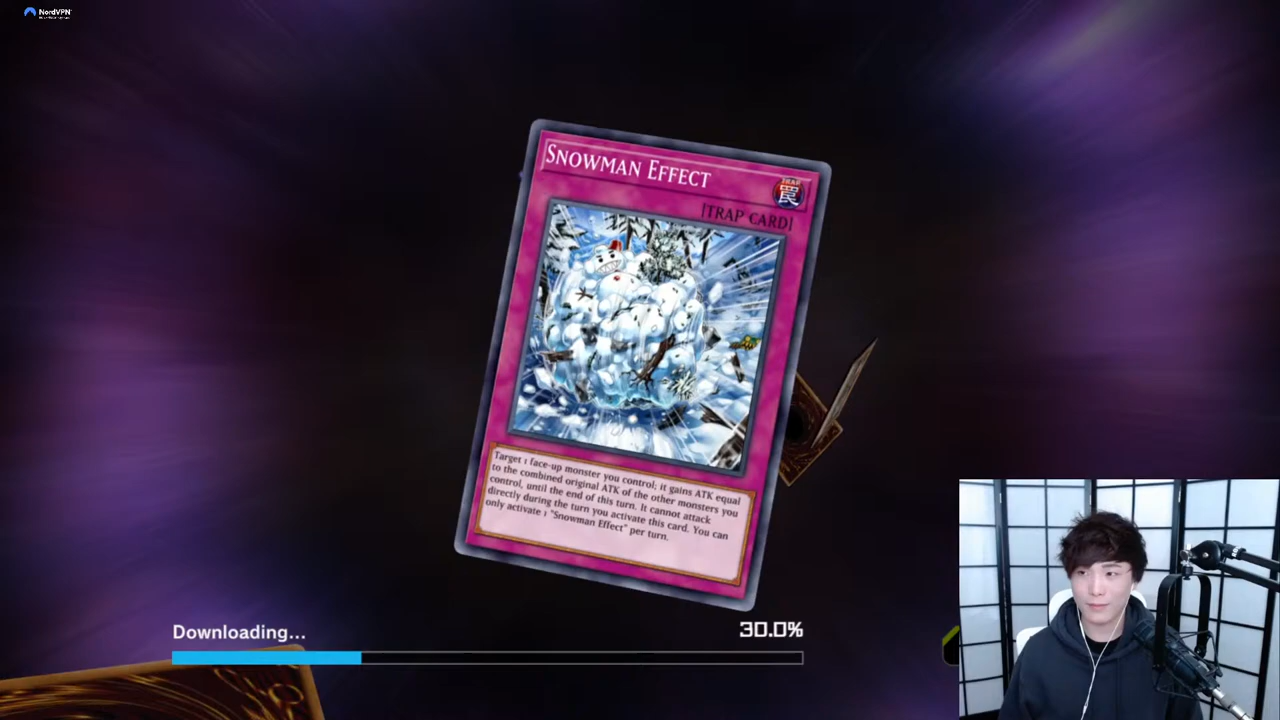 NordVPN
SNOWMAN EFFECT
TRAP
罠
[TRAP CARD]
Target 1 face-up monster you control; it gains ATK equal
to the combined original ATK of the other monsters you
control, until the end of this turn. It cannot attack
directly during the turn you activate this card. You can
only activate 1 "Snowman Effect" per turn.
Downloading...
30.0%